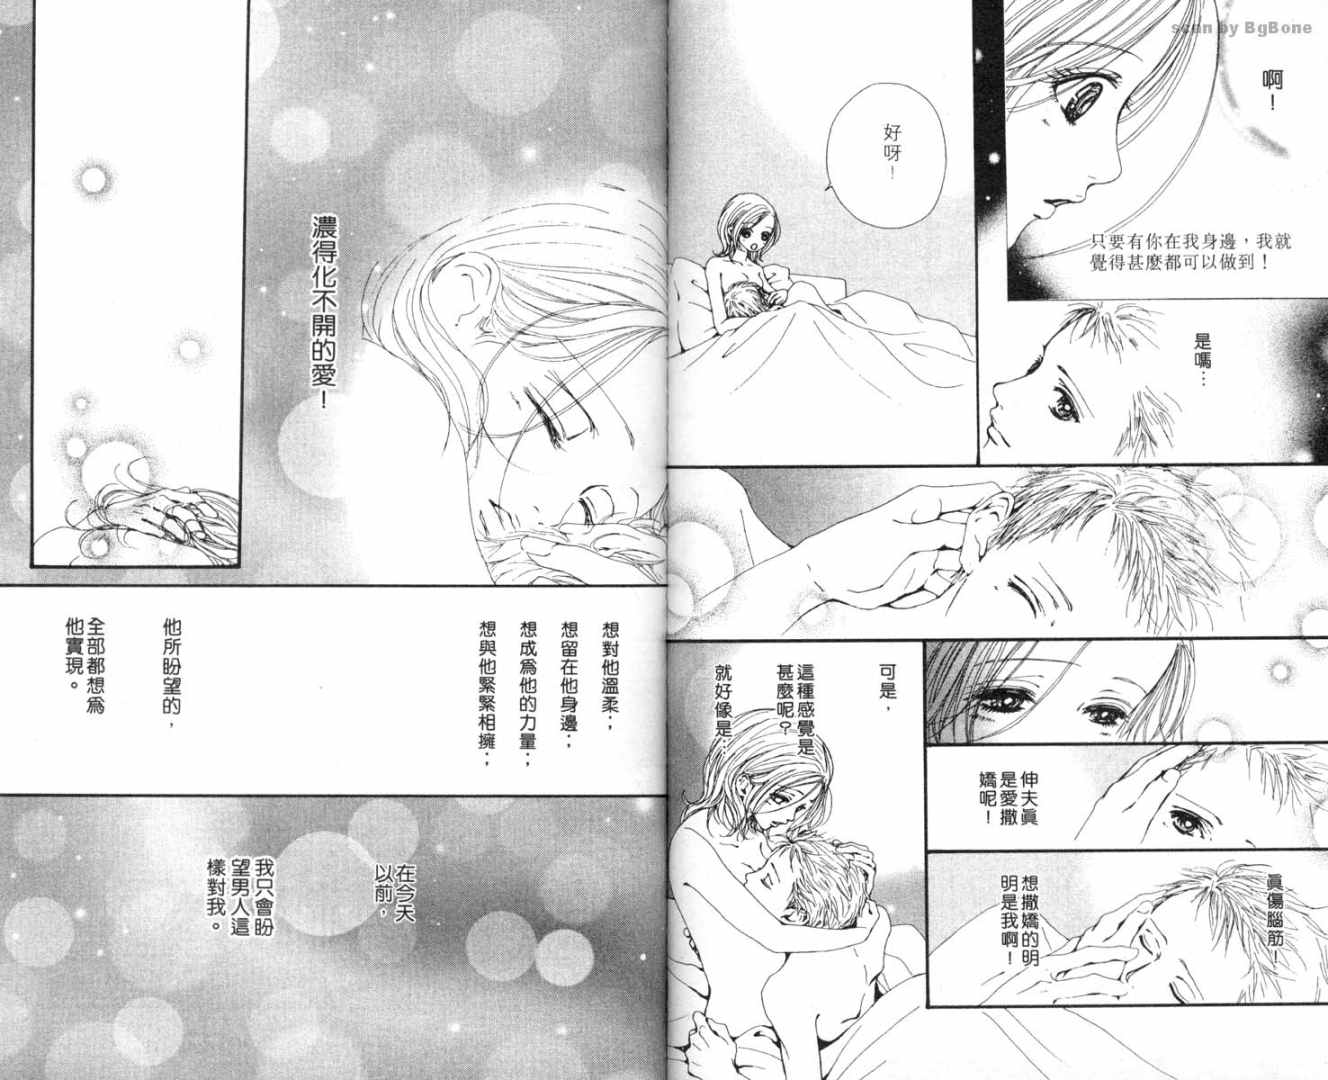 scan by BgBone
啊！
只要有你在我身邊，我就
覺得甚麼都可以做到！
好呀！
是嗎…
可是，
這種感覺是
甚麼呢？
就好像是…
伸夫眞
是愛撒
嬌呢！
眞傷腦筋！
想撒嬌的明
明是我啊！
濃得化不開的愛！
想對他溫柔；
想留在他身邊；
想成爲他的力量；
想與他緊緊相擁；
他所盼望的，
全部都想爲
他實現。
在今天
以前，
我只會盼
望男人這
樣對我。